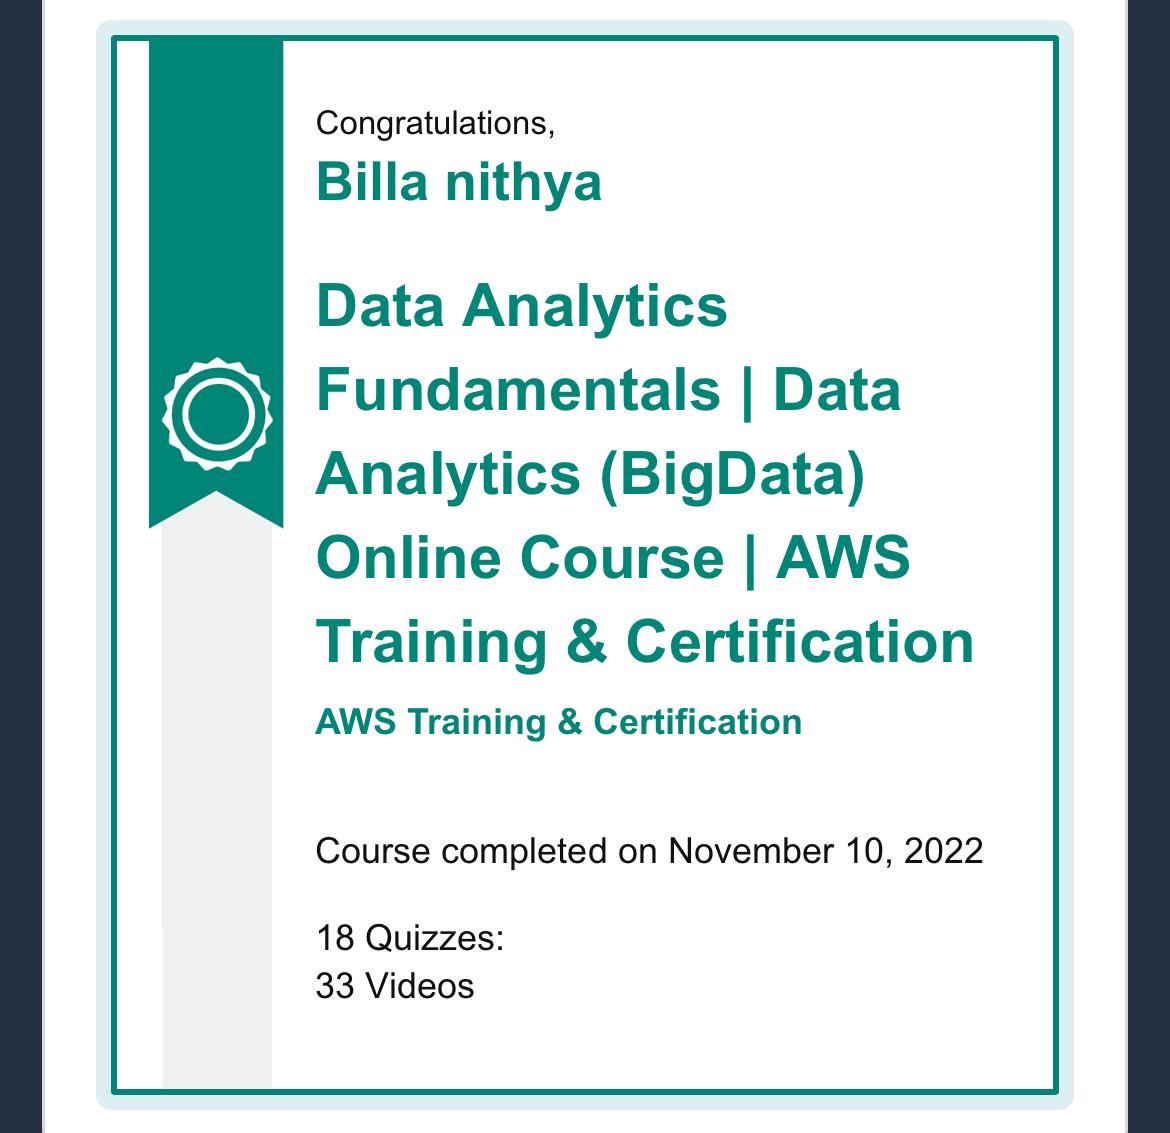 Congratulations,
Billa nithya
Data Analytics
Fundamentals | Data
Analytics (BigData)
Online Course | AWS
Training & Certification
AWS Training & Certification
Course completed on November 10, 2022
18 Quizzes:
33 Videos